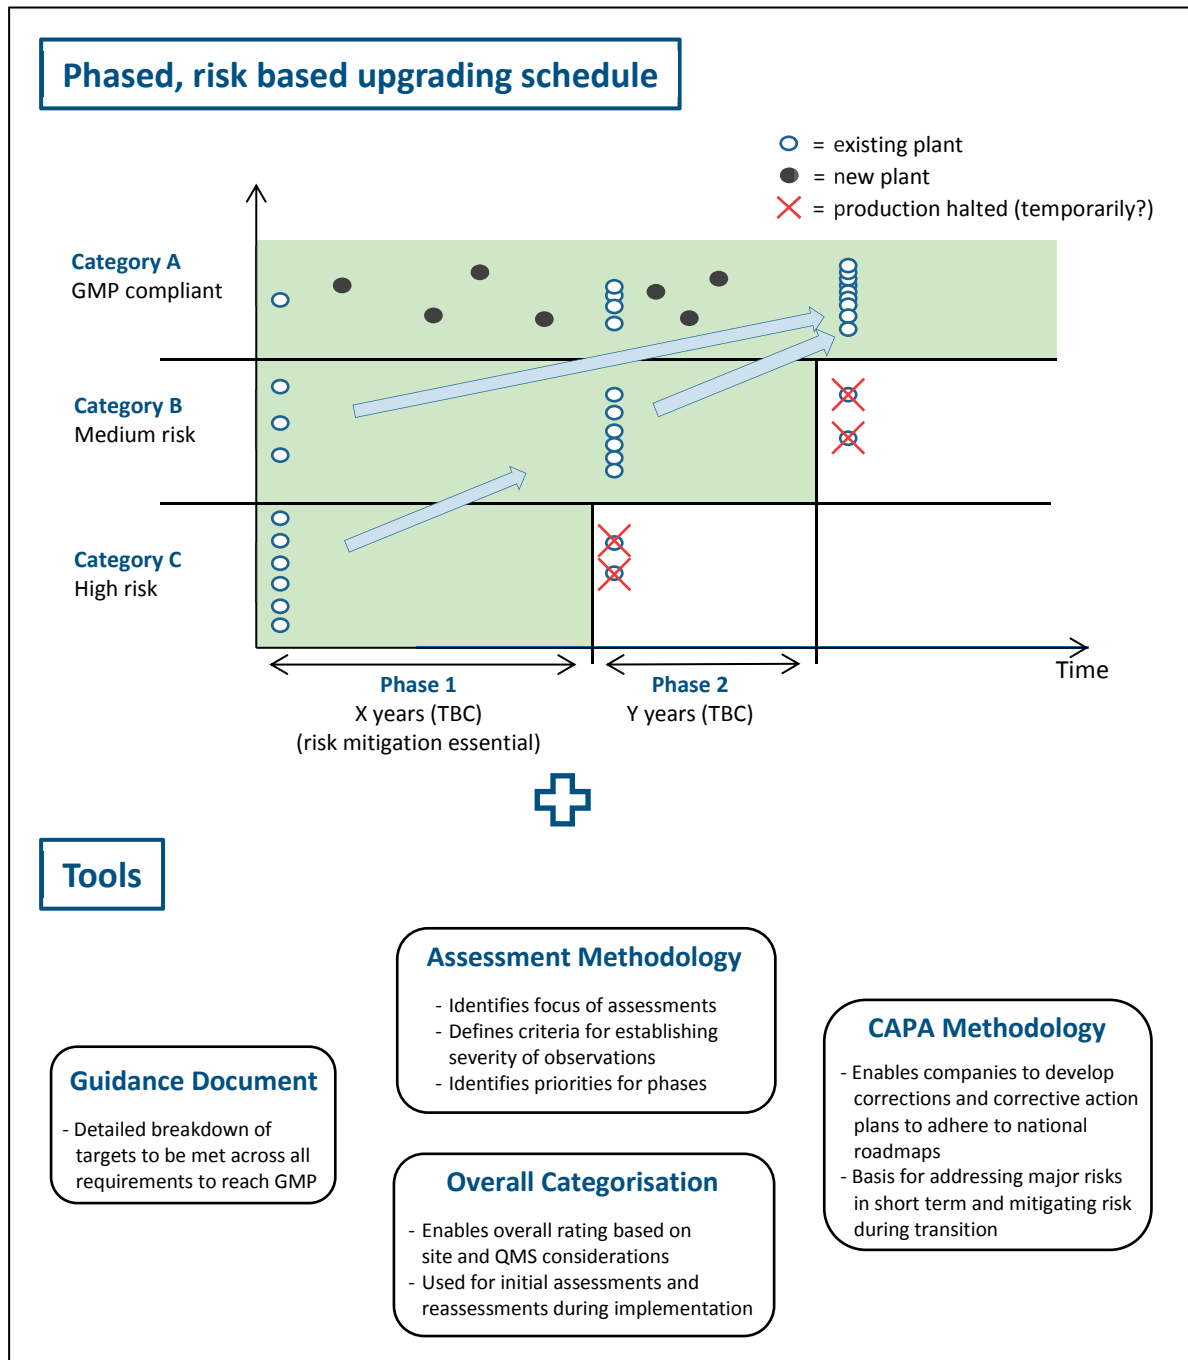 Phased, risk based upgrading schedule
= existing plant
= new plant
= production halted (temporarily?)
Category A
GMP compliant
Category B
Medium risk
Category C
High risk
Time
Phase 1
X years (TBC)
(risk mitigation essential)
Phase 2
Y years (TBC)
Tools
Guidance Document
- Detailed breakdown of
targets to be met across all
requirements to reach GMP
Assessment Methodology
- Identifies focus of assessments
- Defines criteria for establishing
severity of observations
- Identifies priorities for phases
Overall Categorisation
- Enables overall rating based on
site and QMS considerations
- Used for initial assessments and
reassessments during implementation
CAPA Methodology
- Enables companies to develop
corrections and corrective action
plans to adhere to national
roadmaps
- Basis for addressing major risks
in short term and mitigating risk
during transition